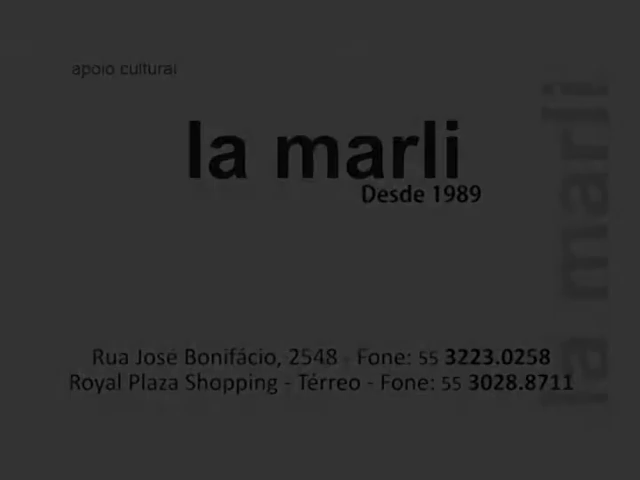 apoio cultural
la marli
Desde 1989
Rua José Bonifácio, 2548 - Fone: 55 3223.0258
Royal Plaza Shopping - Térreo - Fone: 55 3028.8711
la marli